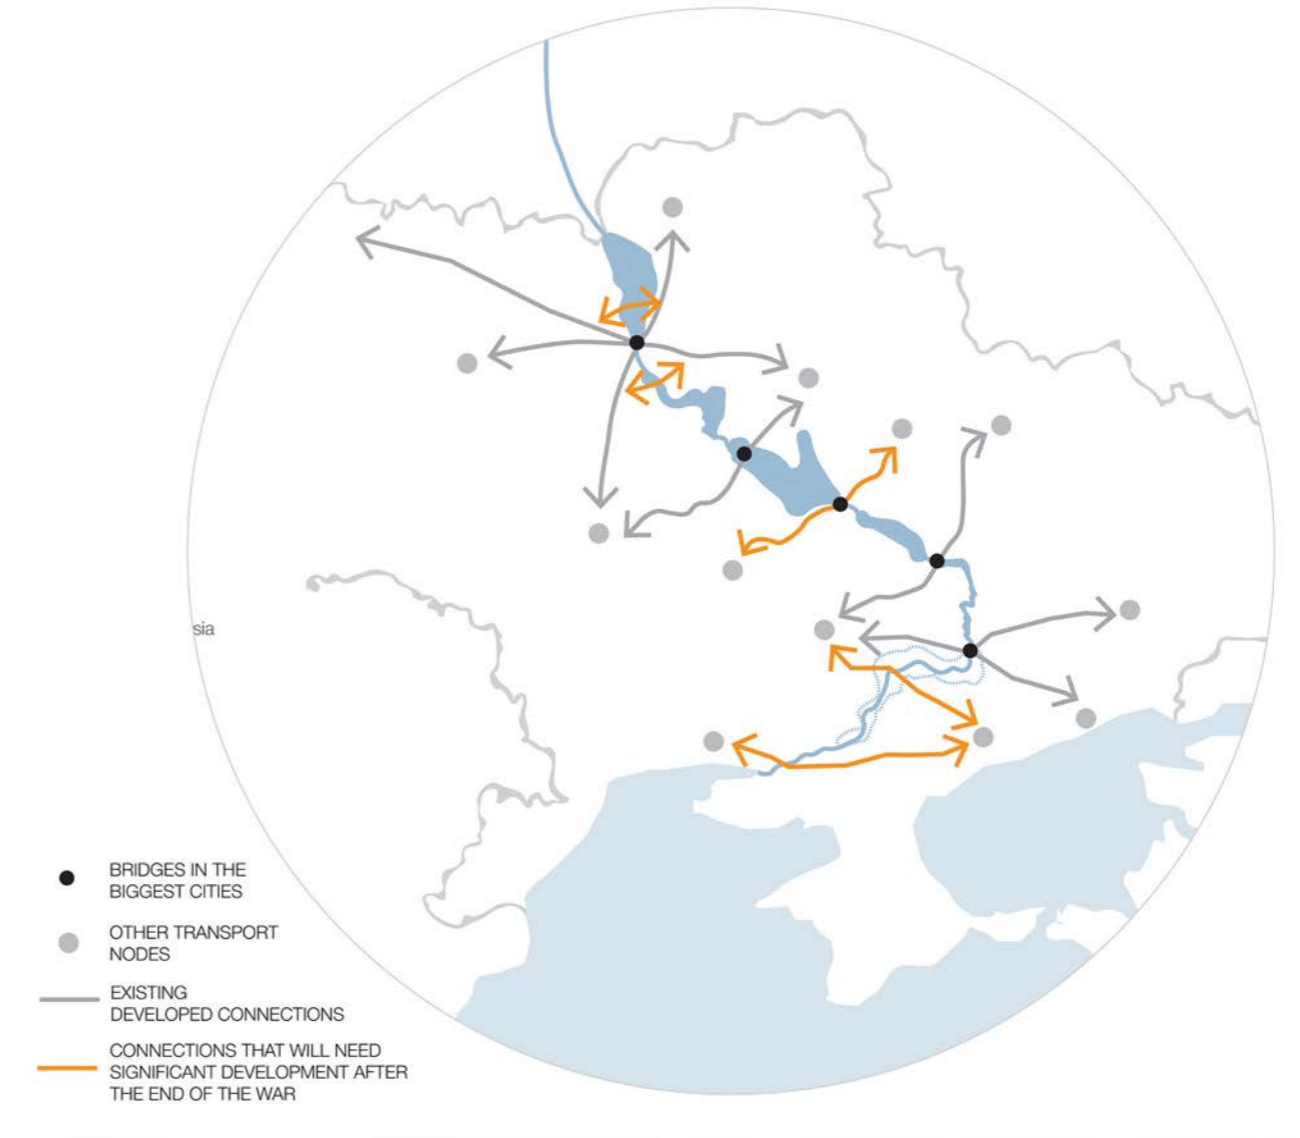 sia
BRIDGES IN THE
BIGGEST CITIES
OTHER TRANSPORT
NODES
EXISTING
DEVELOPED CONNECTIONS
CONNECTIONS THAT WILL NEED
SIGNIFICANT DEVELOPMENT AFTER
THE END OF THE WAR